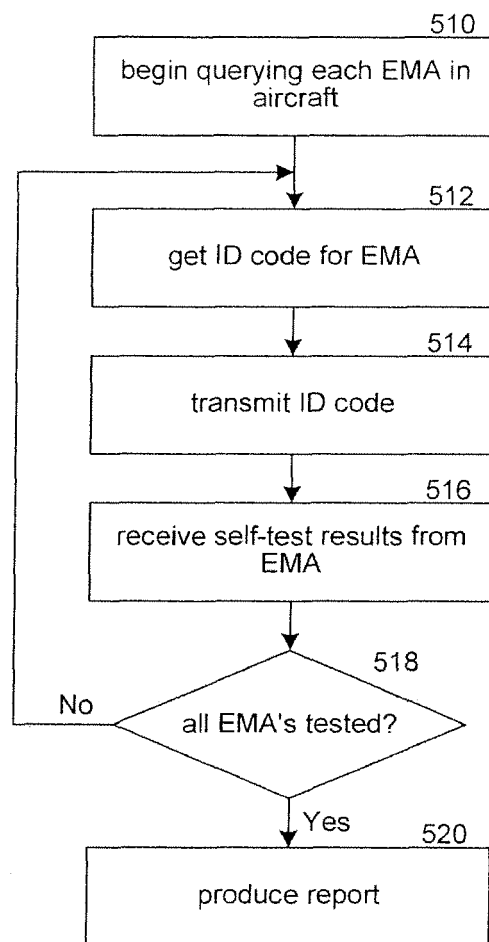 510
begin querying each EMA in
aircraft
512
get ID code for EMA
514
transmit ID code
516
receive self-test results from
EMA
518
all EMA's tested?
No
Yes
520
produce report